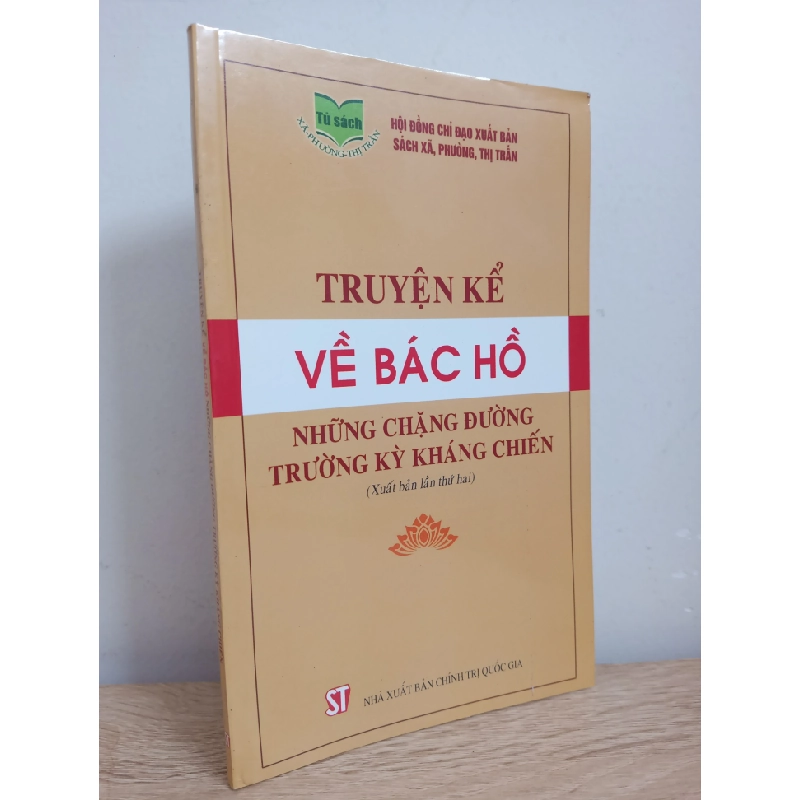 Tủ sách
XÃ-PHƯỜNG-THỊ TRẤN
HỘI ĐỒNG CHỈ ĐẠO XUẤT BẢN
SÁCH XÃ, PHƯỜNG, THỊ TRẤN
TRUYỆN KỂ
VỀ BÁC HỒ
NHỮNG CHẶNG ĐƯỜNG
TRƯỜNG KỲ KHÁNG CHIẾN
(Xuất bản lần thứ hai)
ST
NHÀ XUẤT BẢN CHÍNH TRỊ QUỐC GIA